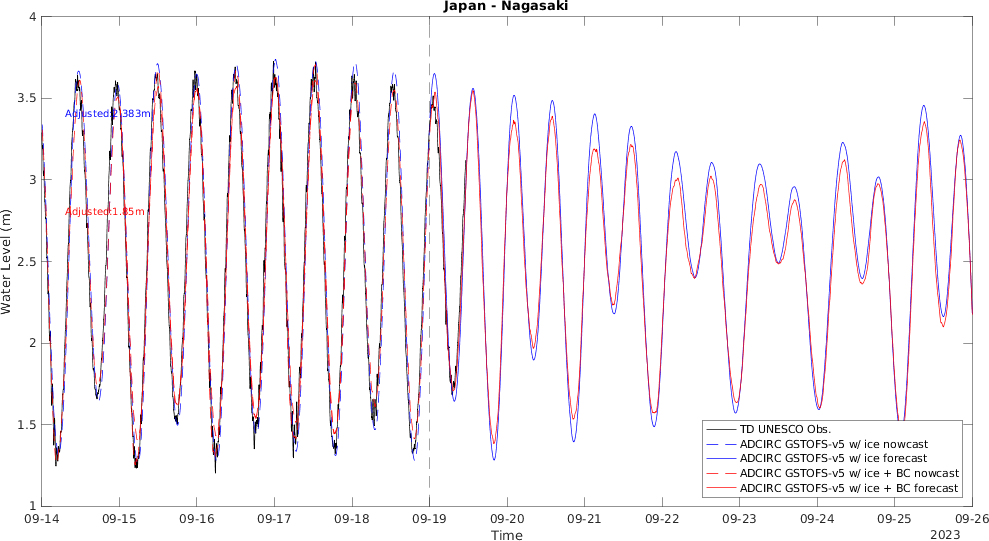 Japan - Nagasaki
4
3.5
3
2.5
2
1.5
1
Water Level (m)
Adjusted:2.383m
Adjusted:1.85m
TD UNESCO Obs.
ADCIRC GSTOFS-v5 w/ ice nowcast
ADCIRC GSTOFS-v5 w/ ice forecast
ADCIRC GSTOFS-v5 w/ ice + BC nowcast
ADCIRC GSTOFS-v5 w/ ice + BC forecast
09-14 09-15 09-16 09-17 09-18 09-19 09-20 09-21 09-22 09-23 09-24 09-25 09-26
Time
2023